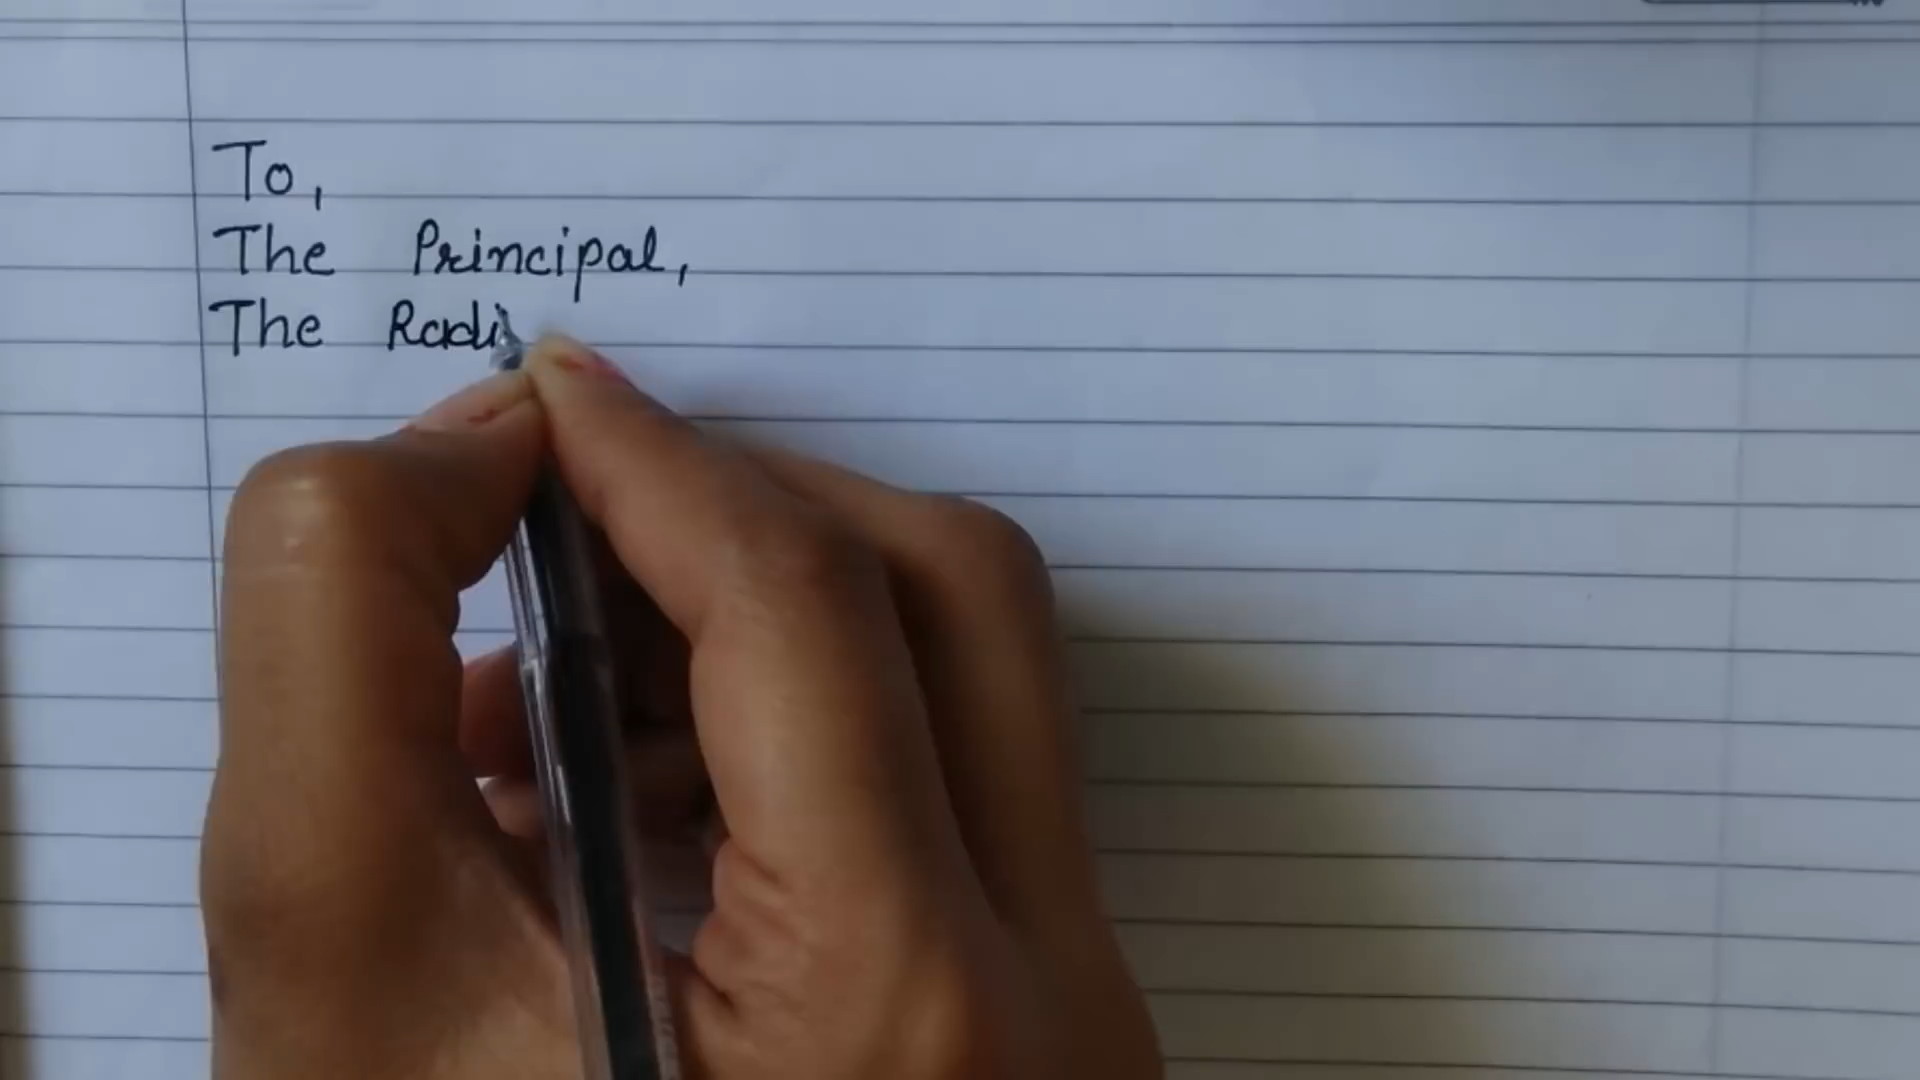 To,
The Principal,
The Radi